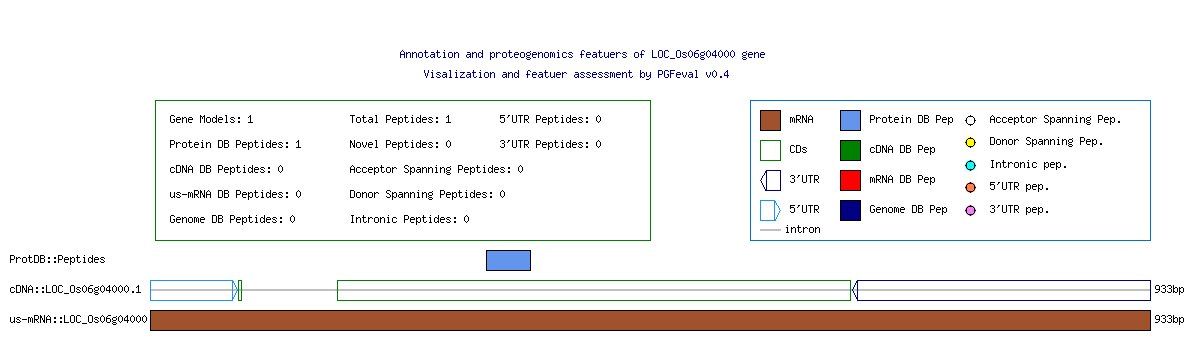 Annotation and proteogenomics featuers of LOC_Os06g04000 gene
Visalization and featuer assessment by PGFeval v0.4
Gene Models: 1 Total Peptides: 1 5'UTR Peptides: 0
Protein DB Peptides: 1 Novel Peptides: 0 3'UTR Peptides: 0
cDNA DB Peptides: 0 Acceptor Spanning Peptides: 0
us-mRNA DB Peptides: 0 Donor Spanning Peptides: 0
Genome DB Peptides: 0 Intronic Peptides: 0
mRNA Protein DB Pep Acceptor Spanning Pep.
CDs cDNA DB Pep Donor Spanning Pep.
3'UTR mRNA DB Pep Intronic pep.
5'UTR Genome DB Pep 5'UTR pep.
intron 3'UTR pep.
ProtDB::Peptides
cDNA::LOC_Os06g04000.1 933bp
us-mRNA::LOC_Os06g04000 933bp